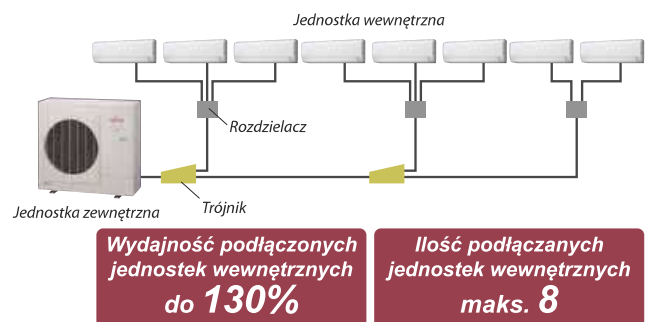 Jednostka wewnętrzna
Rozdzielacz
Trójnik
Jednostka zewnętrzna
Wydajność podłączonych
jednostek wewnętrznych
do 130%
Ilość podłączanych
jednostek wewnętrznych
maks. 8